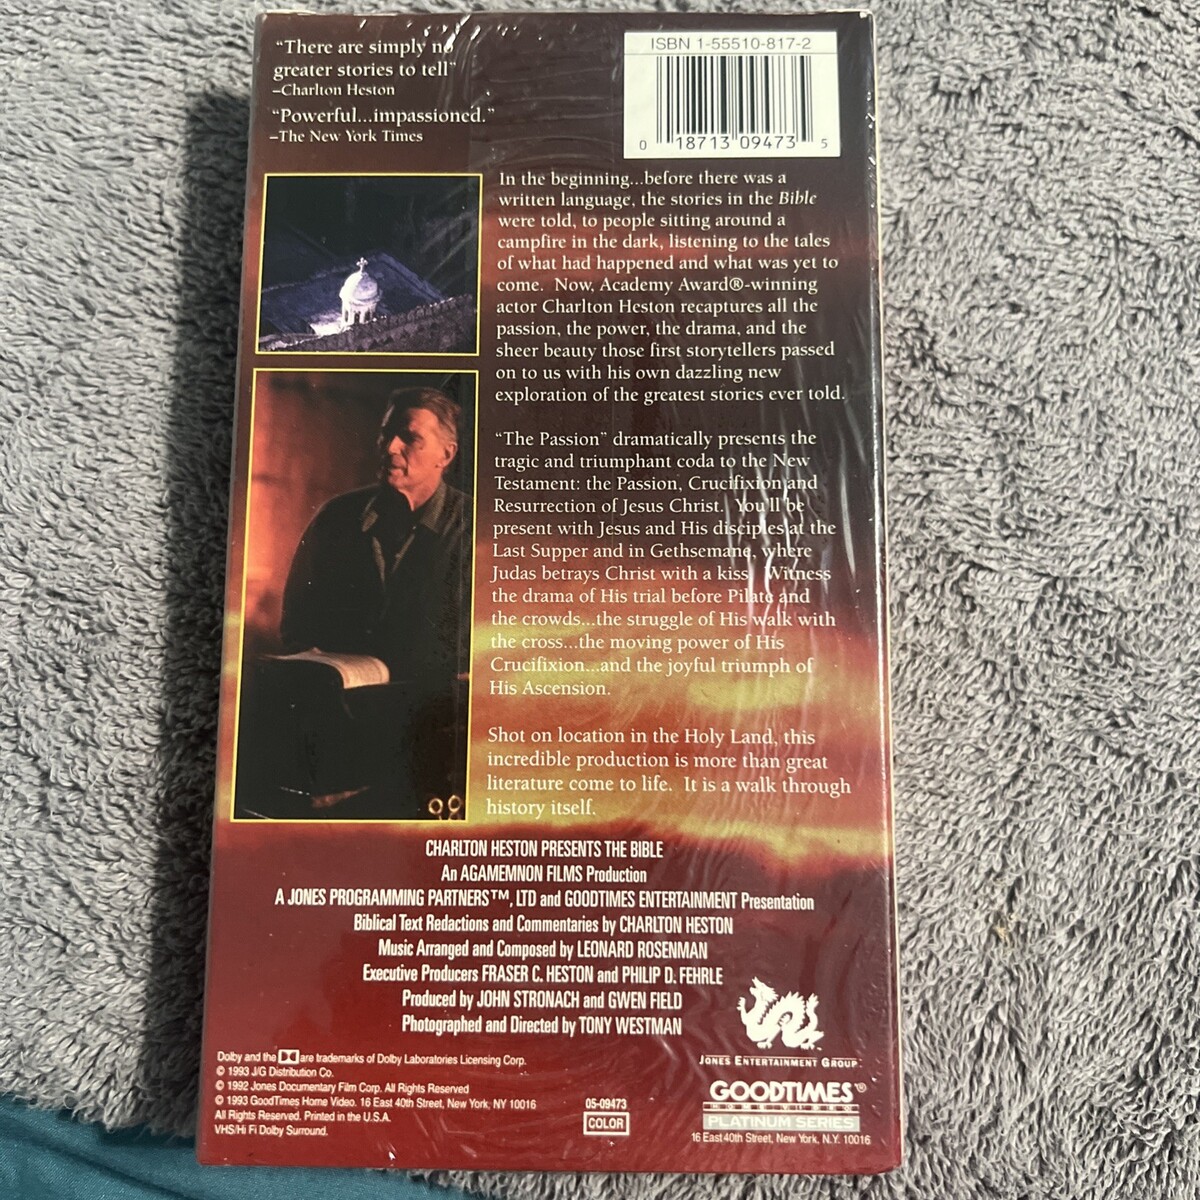 “There are simply no
greater stories to tell”
–Charlton Heston
“Powerful...impassioned.”
–The New York Times
ISBN 1-55510-817-2
0 18713 09473 5
In the beginning...before there was a
written language, the stories in the Bible
were told, to people sitting around a
campfire in the dark, listening to the tales
of what had happened and what was yet to
come. Now, Academy Award®-winning
actor Charlton Heston recaptures all the
passion, the power, the drama, and the
sheer beauty those first storytellers passed
on to us with his own dazzling new
exploration of the greatest stories ever told.
“The Passion” dramatically presents the
tragic and triumphant coda to the New
Testament: the Passion, Crucifixion and
Resurrection of Jesus Christ. You'll be
present with Jesus and His disciples at the
Last Supper and in Gethsemane, where
Judas betrays Christ with a kiss. Witness
the drama of His trial before Pilate and
the crowds...the struggle of His walk with
the cross...the moving power of His
Crucifixion...and the joyful triumph of
His Ascension.
Shot on location in the Holy Land, this
incredible production is more than great
literature come to life. It is a walk through
history itself.
CHARLTON HESTON PRESENTS THE BIBLE
An AGAMEMNON FILMS Production
A JONES PROGRAMMING PARTNERS™, LTD and GOODTIMES ENTERTAINMENT Presentation
Biblical Text Redactions and Commentaries by CHARLTON HESTON
Music Arranged and Composed by LEONARD ROSENMAN
Executive Producers FRASER C. HESTON and PHILIP D. FEHRLE
Produced by JOHN STRONACH and GWEN FIELD
Photographed and Directed by TONY WESTMAN
Dolby and the are trademarks of Dolby Laboratories Licensing Corp.
© 1993 J/G Distribution Co.
© 1992 Jones Documentary Film Corp. All Rights Reserved
© 1993 GoodTimes Home Video. 16 East 40th Street, New York, NY 10016
All Rights Reserved. Printed in the U.S.A.
VHS/Hi Fi Dolby Surround.
05-09473
COLOR
JONES ENTERTAINMENT GROUP
GOODTIMES®
HOME VIDEO
PLATINUM SERIES
16 East 40th Street, New York, N.Y. 10016